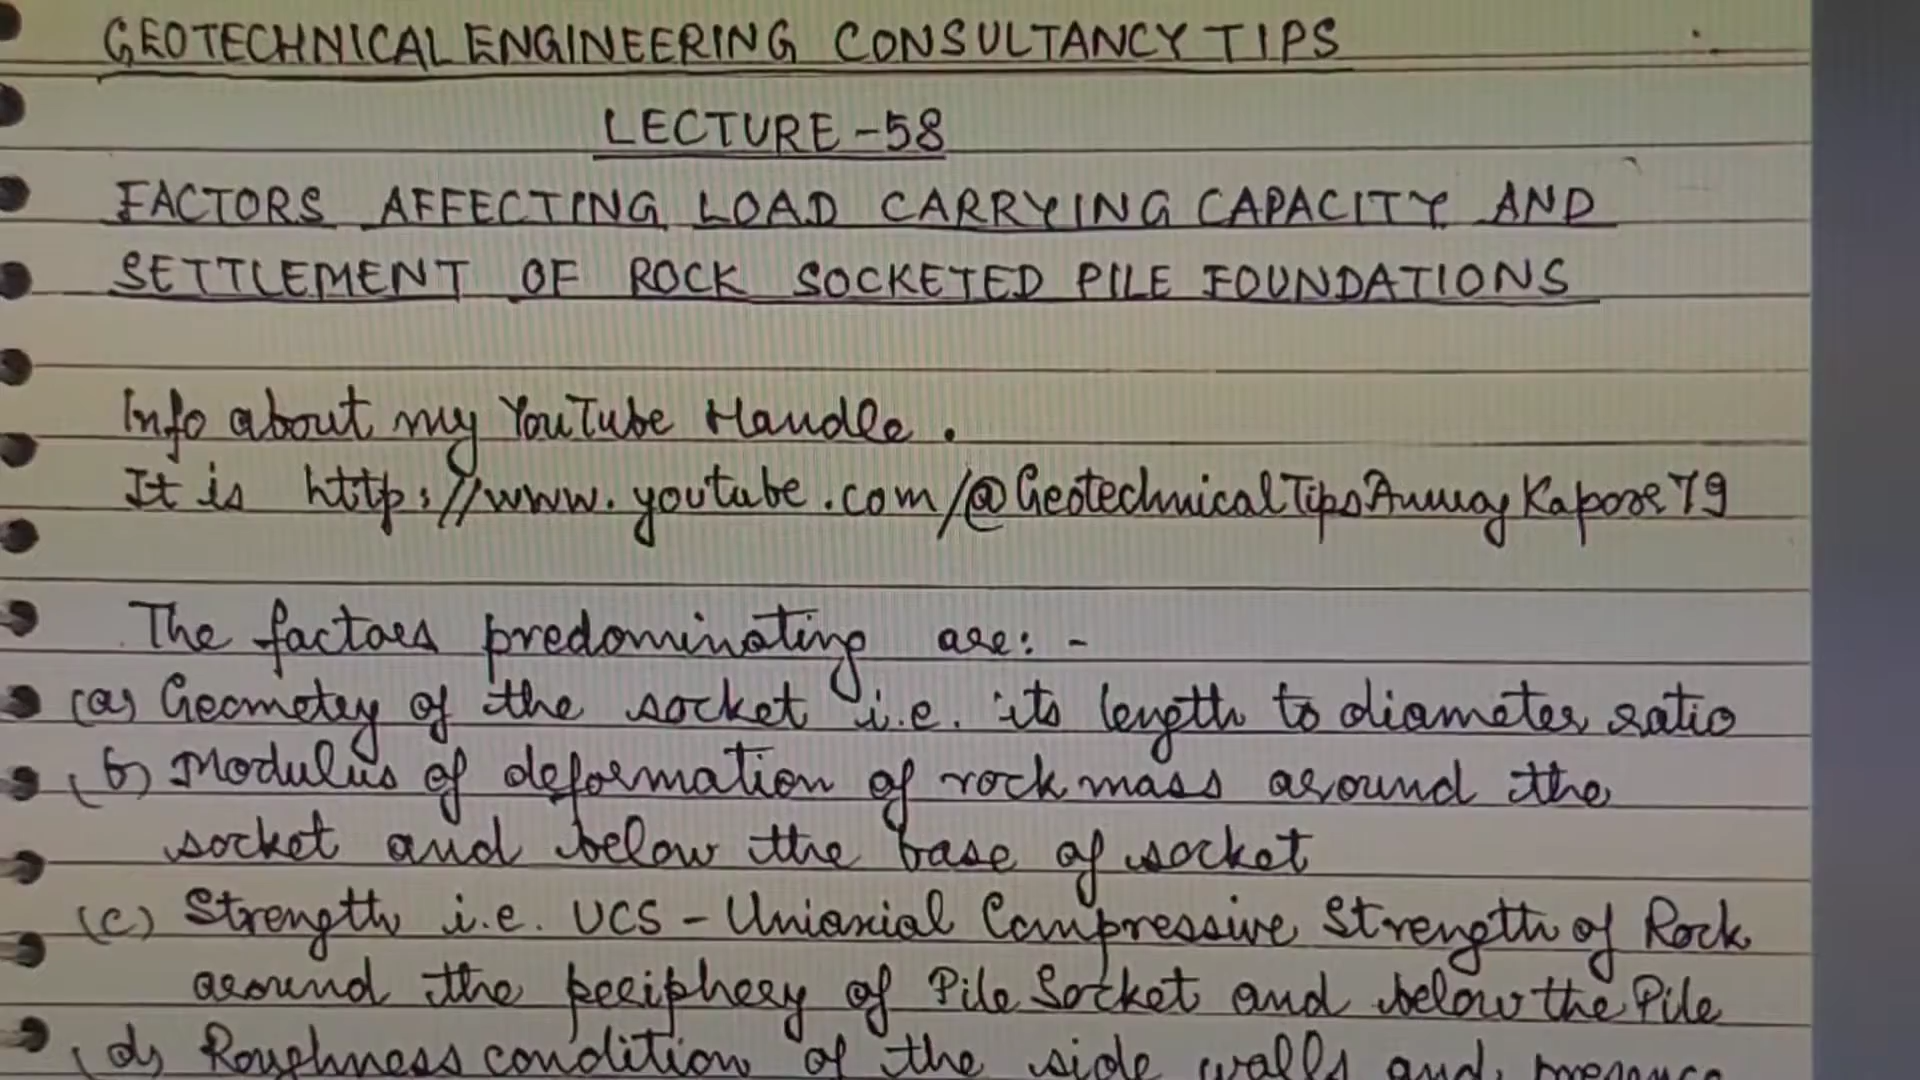 GEOTECHNICAL ENGINEERING CONSULTANCY TIPS
LECTURE-58
FACTORS AFFECTING LOAD CARRYING CAPACITY AND
SETTLEMENT OF ROCK SOCKETED PILE FOUNDATIONS
Info about my YouTube Handle.
It is http://www.youtube.com/@GeotechnicalTipsAnuragKapoor79
The factors predominating are:-
(a) Geometry of the socket i.e. its length to diameter ratio
(b) Modulus of deformation of rock mass around the
socket and below the base of socket
(c) Strength i.e. UCS - Uniaxial Compressive Strength of Rock
around the periphery of Pile Socket and below the Pile
(d) Roughness condition of the side walls and presence